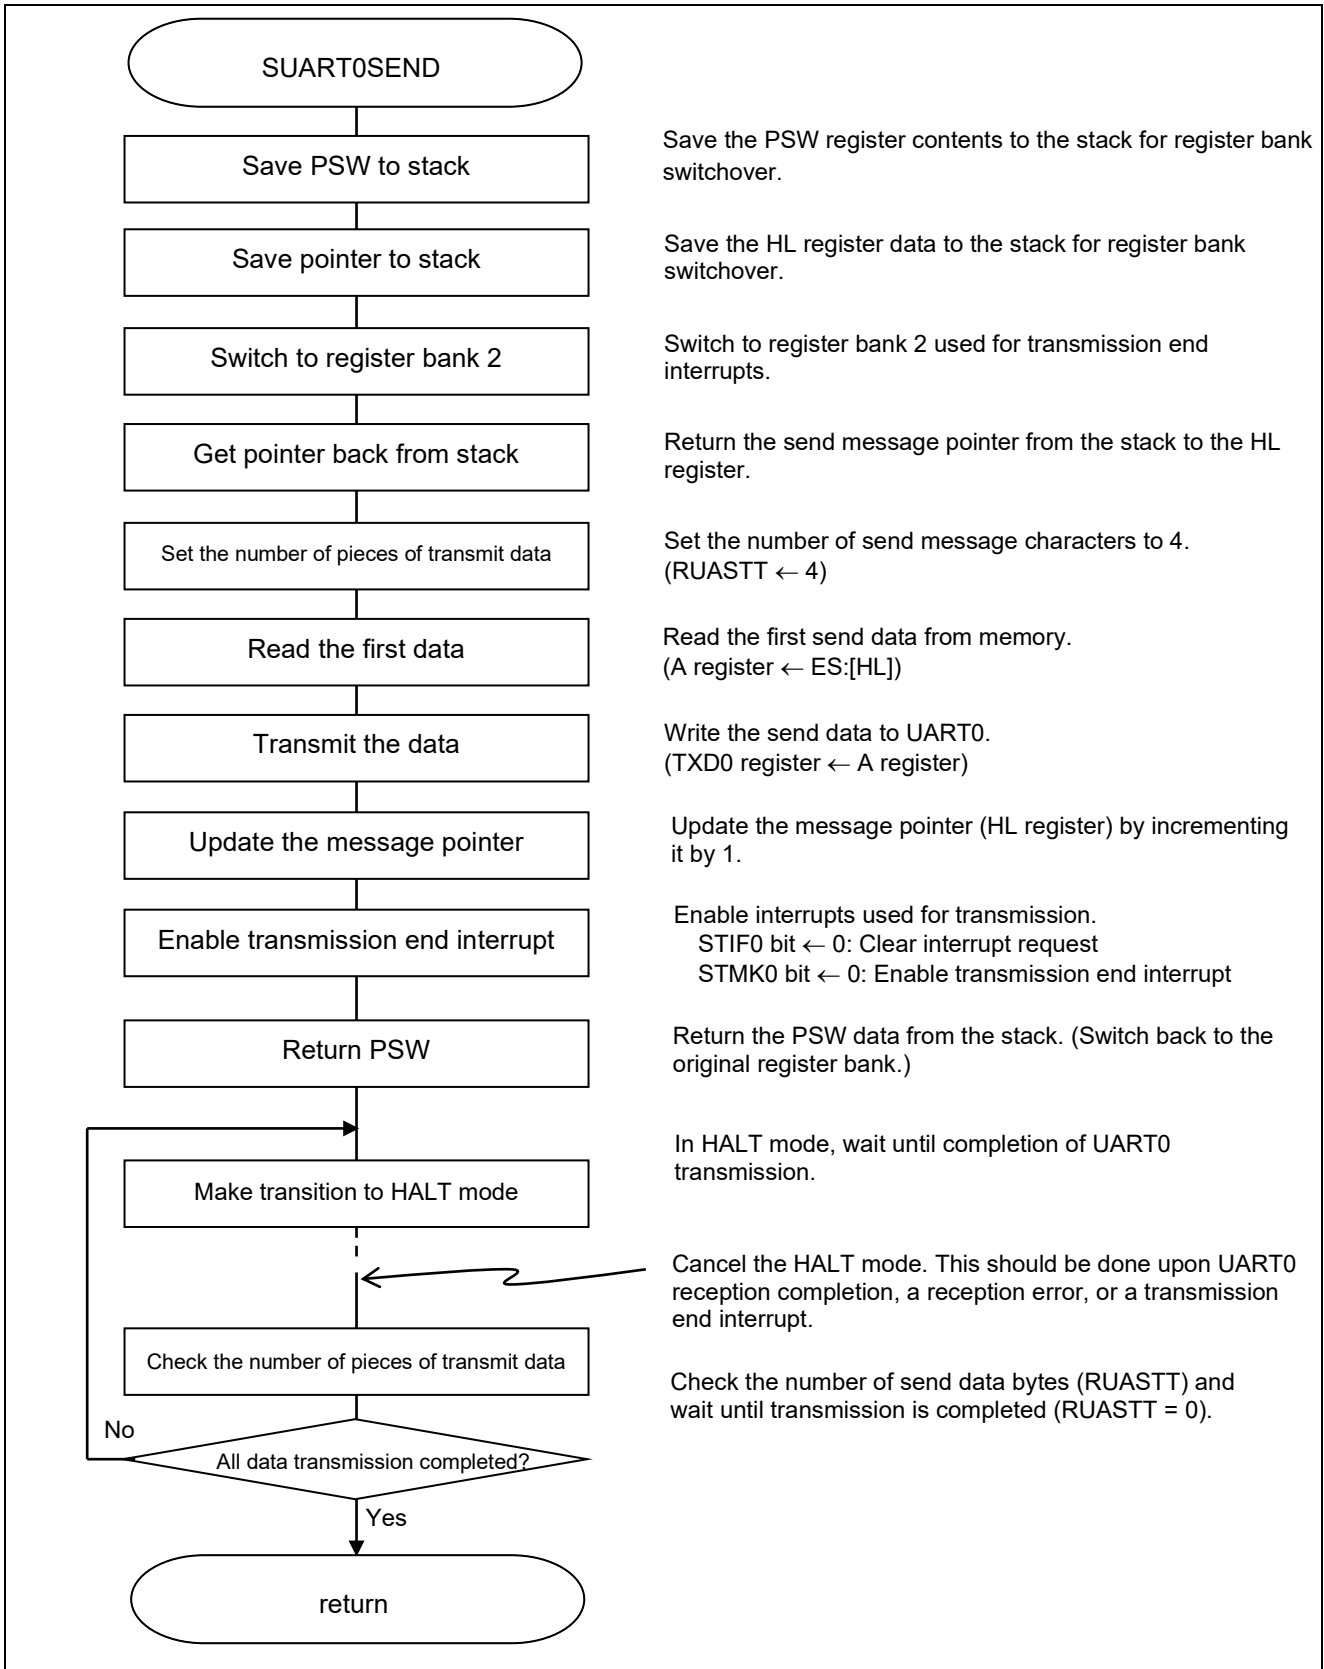 SUART0SEND
Save PSW to stack
Save the PSW register contents to the stack for register bank
switchover.
Save pointer to stack
Save the HL register data to the stack for register bank
switchover.
Switch to register bank 2
Switch to register bank 2 used for transmission end
interrupts.
Get pointer back from stack
Return the send message pointer from the stack to the HL
register.
Set the number of pieces of transmit data
Set the number of send message characters to 4.
(RUASTT ← 4)
Read the first data
Read the first send data from memory.
(A register ← ES:[HL])
Transmit the data
Write the send data to UART0.
(TXD0 register ← A register)
Update the message pointer
Update the message pointer (HL register) by incrementing
it by 1.
Enable transmission end interrupt
Enable interrupts used for transmission.
STIF0 bit ← 0: Clear interrupt request
STMK0 bit ← 0: Enable transmission end interrupt
Return PSW
Return the PSW data from the stack. (Switch back to the
original register bank.)
Make transition to HALT mode
In HALT mode, wait until completion of UART0
transmission.
Cancel the HALT mode. This should be done upon UART0
reception completion, a reception error, or a transmission
end interrupt.
Check the number of pieces of transmit data
Check the number of send data bytes (RUASTT) and
wait until transmission is completed (RUASTT = 0).
No
All data transmission completed?
Yes
return